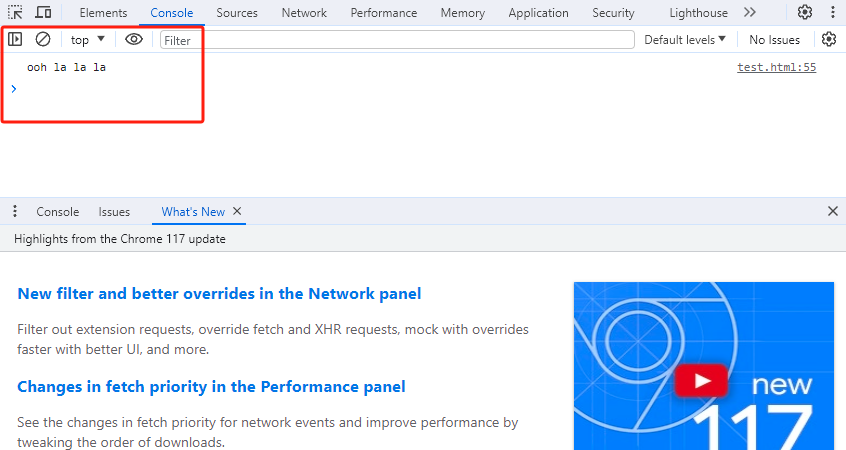 Elements Console Sources Network Performance Memory Application Security Lighthouse
top Filter Default levels No Issues
ooh la la la test.html:55
Console Issues What's New
Highlights from the Chrome 117 update
New filter and better overrides in the Network panel
Filter out extension requests, override fetch and XHR requests, mock with overrides
faster with better UI, and more.
Changes in fetch priority in the Performance panel
See the changes in fetch priority for network events and improve performance by
tweaking the order of downloads.
new
117